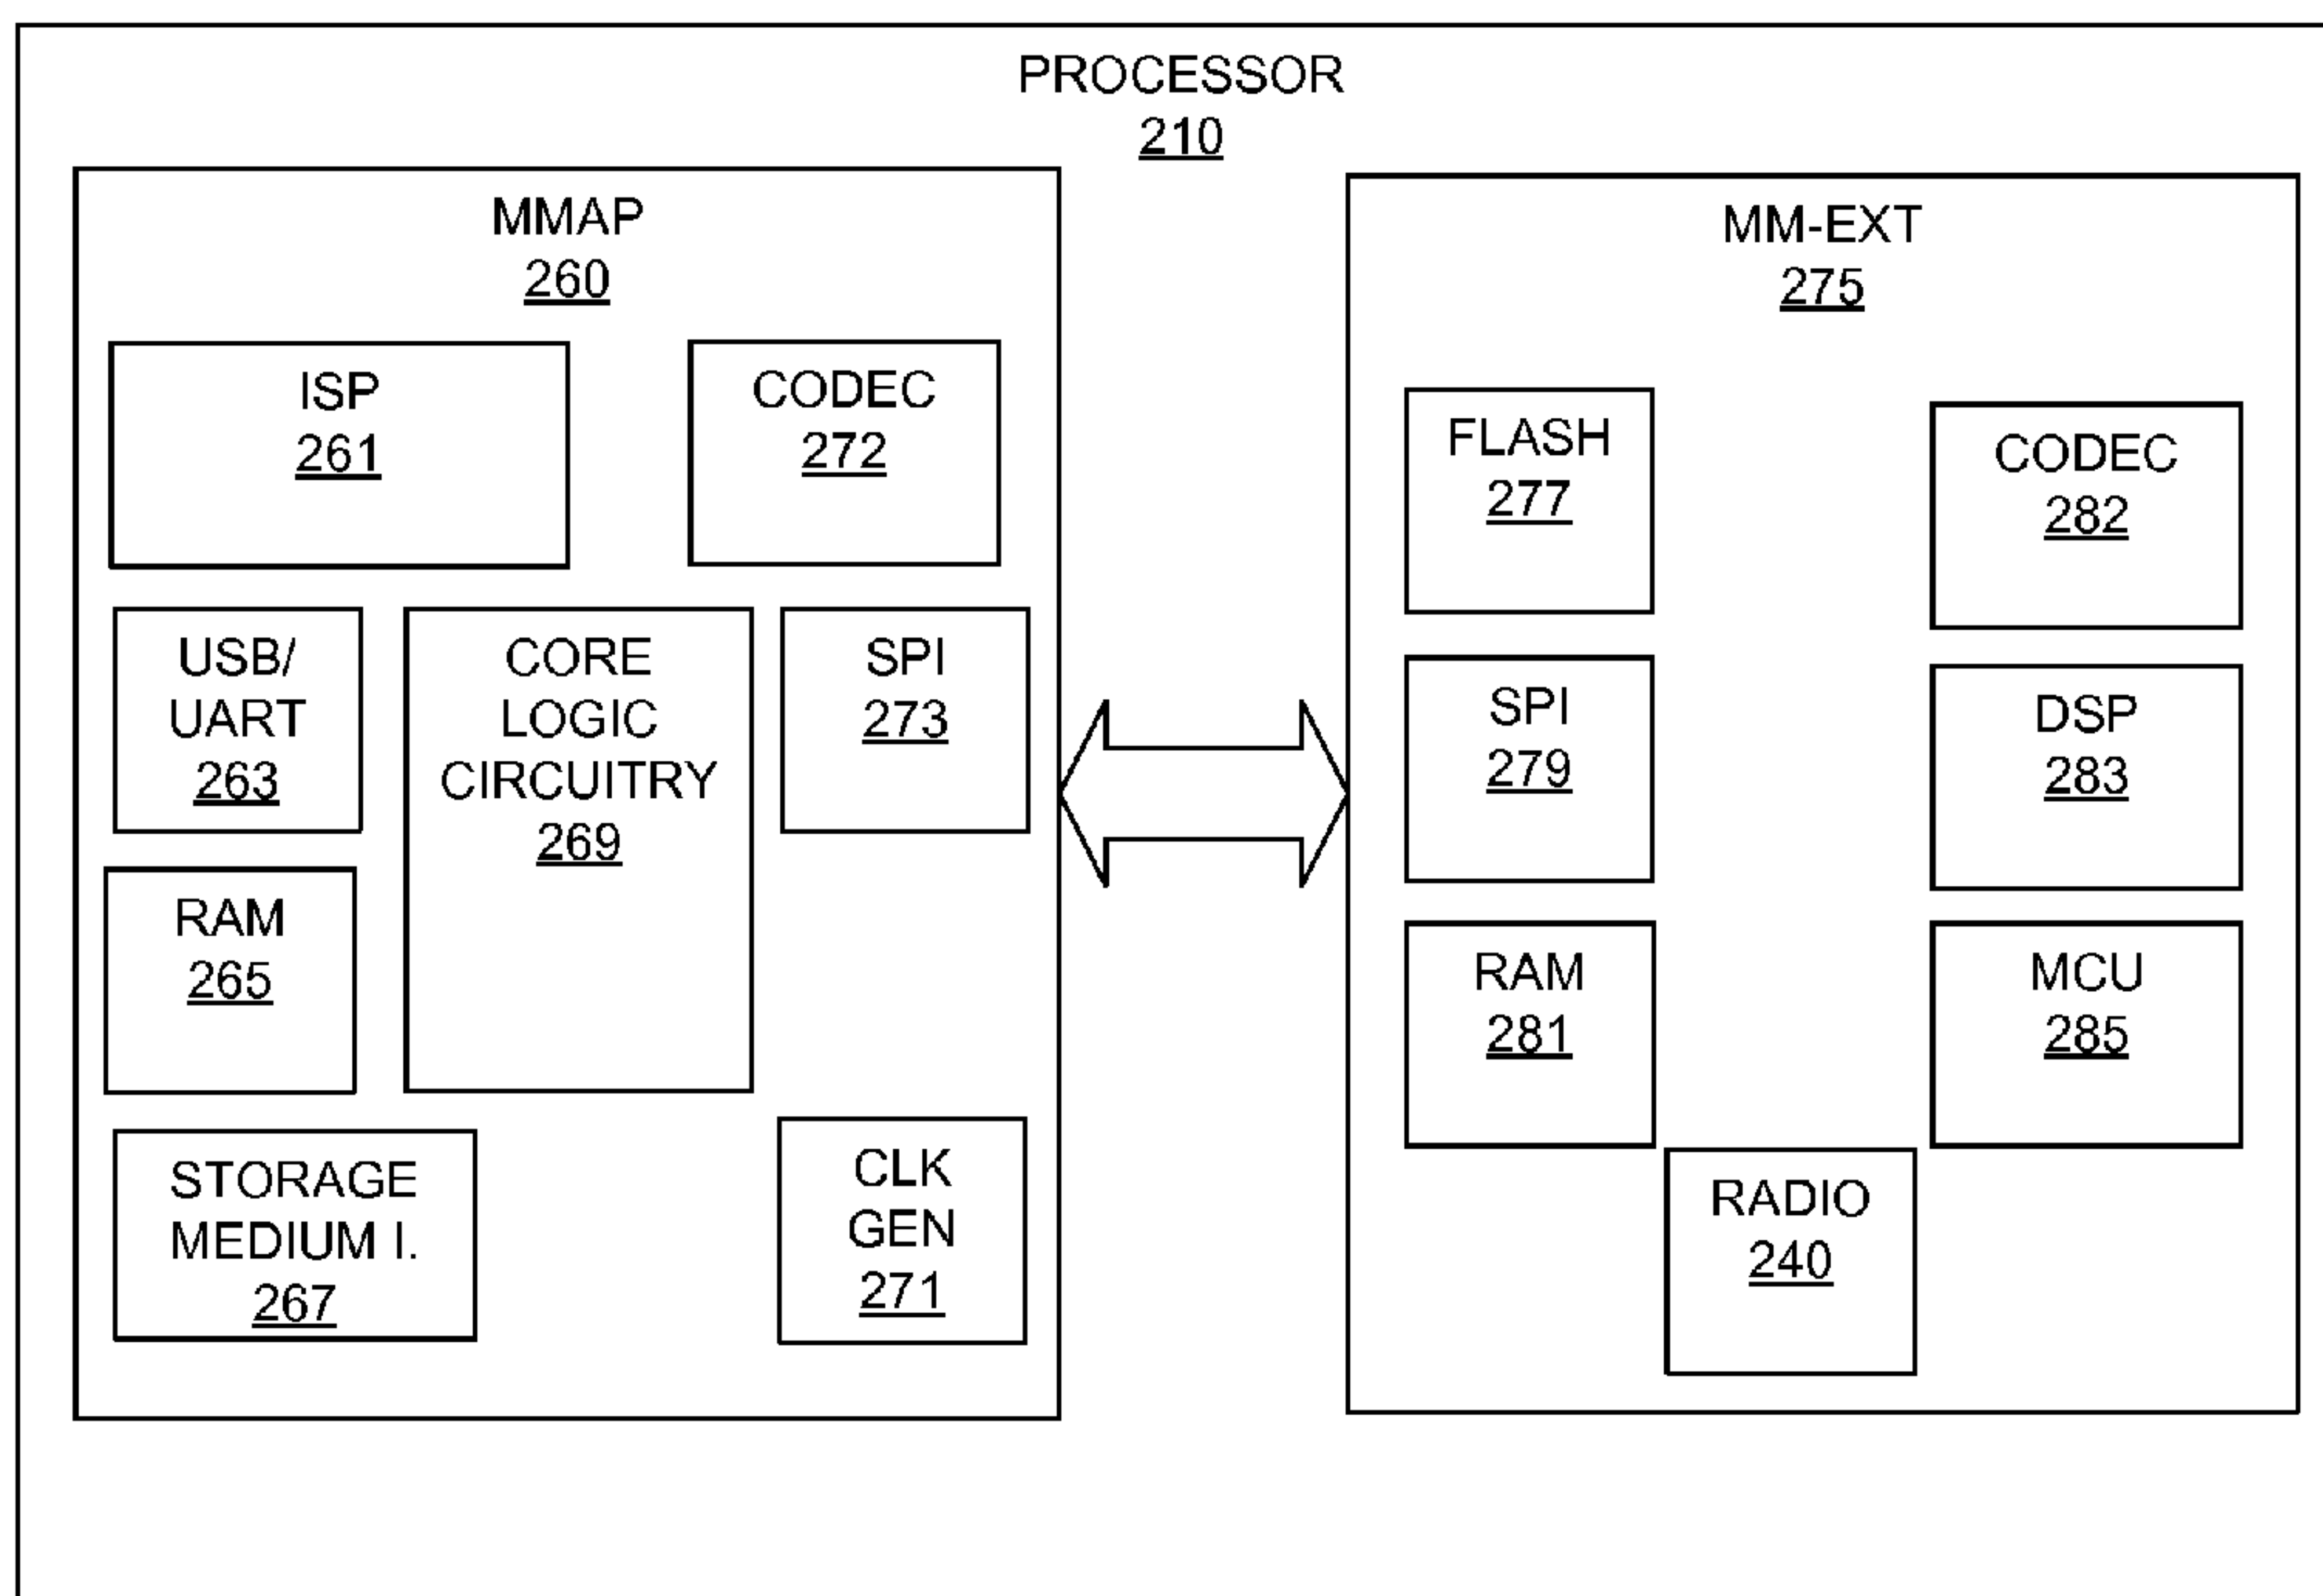 PROCESSOR
210
MMAP
260
ISP
261
CODEC
272
USB/
UART
263
CORE
LOGIC
CIRCUITRY
269
SPI
273
RAM
265
STORAGE
MEDIUM I.
267
CLK
GEN
271
MM-EXT
275
FLASH
277
CODEC
282
SPI
279
DSP
283
RAM
281
MCU
285
RADIO
240